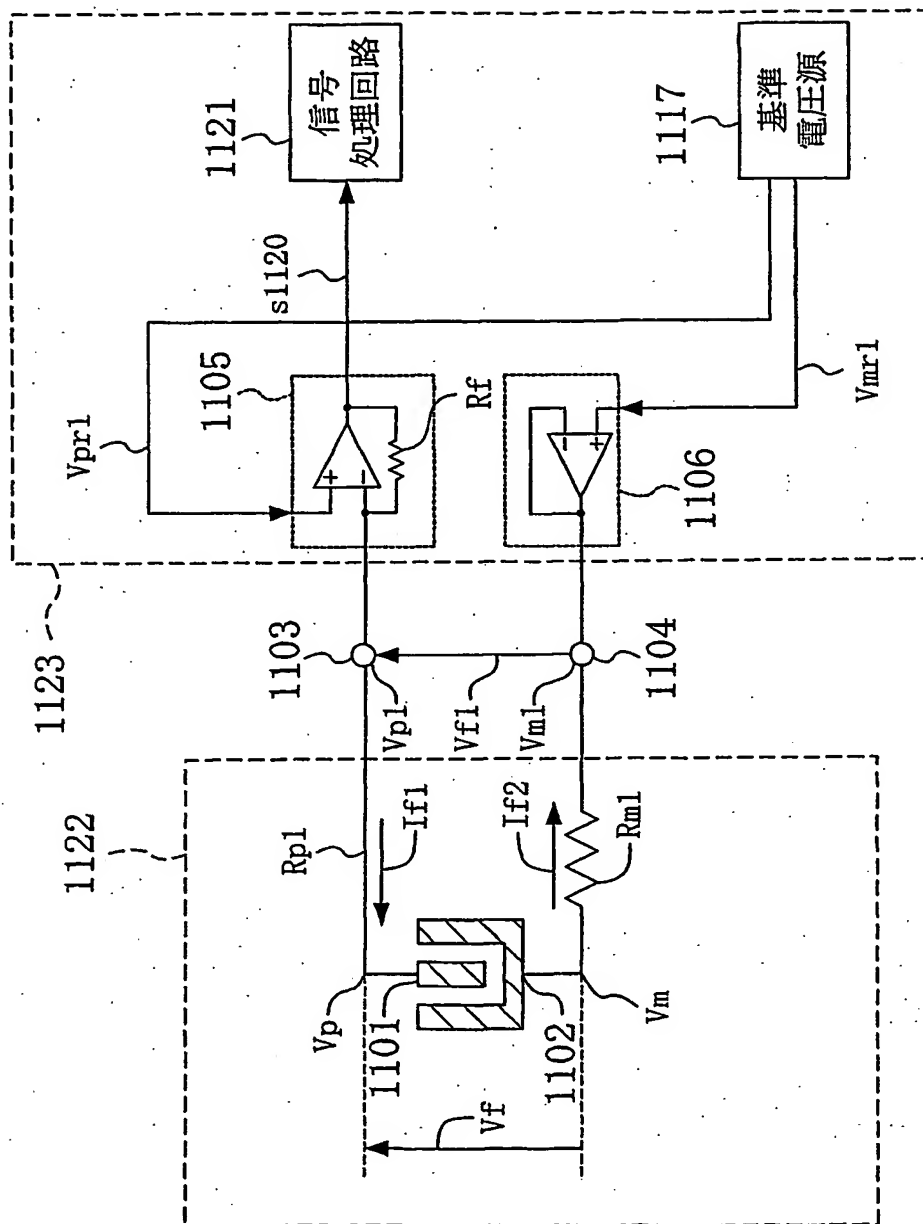 1122
1123
Vf
Vp
1101
1102
Vm
Rp1
If1
If2
Rm1
1103
Vp1
Vf1
Vm1
1104
Vpr1
1105
+
−
Rf
−
+
1106
Vmr1
s1120
1121
信号
処理回路
1117
基準
電圧源